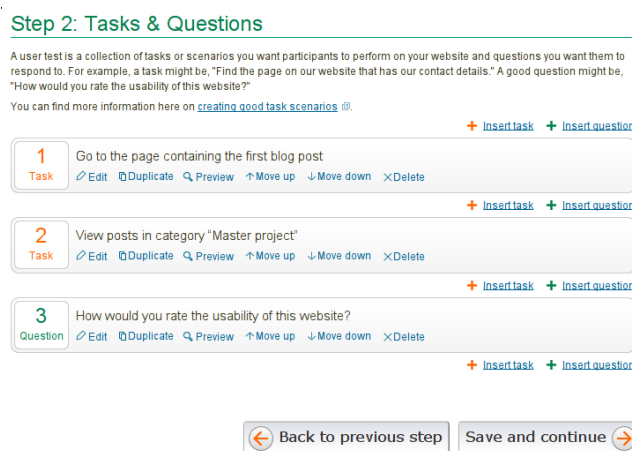 Step 2: Tasks & Questions
A user test is a collection of tasks or scenarios you want participants to perform on your website and questions you want them to
respond to. For example, a task might be, "Find the page on our website that has our contact details." A good question might be,
"How would you rate the usability of this website?"
You can find more information here on creating good task scenarios.
Insert task Insert question
1 Go to the page containing the first blog post
Task Edit Duplicate Preview Move up Move down Delete
Insert task Insert question
2 View posts in category "Master project"
Task Edit Duplicate Preview Move up Move down Delete
Insert task Insert question
3 How would you rate the usability of this website?
Question Edit Duplicate Preview Move up Move down Delete
Insert task Insert question
Back to previous step Save and continue